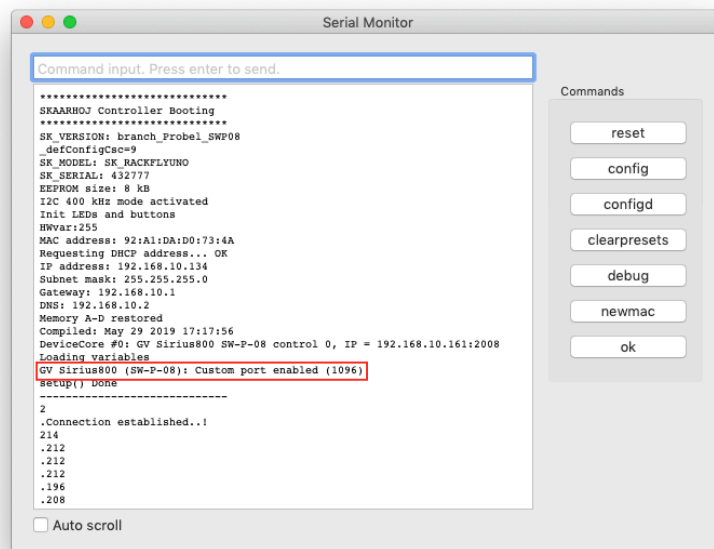 Serial Monitor
Command input. Press enter to send.
*****************************
SKAARHOJ Controller Booting
*****************************
SK_VERSION: branch_Probel_SWP08
_defConfigCsc=9
SK_MODEL: SK_RACKFLYUNO
SK_SERIAL: 432777
EEPROM size: 8 kB
I2C 400 kHz mode activated
Init LEDs and buttons
HWvar:255
MAC address: 92:A1:DA:D0:73:4A
Requesting DHCP address... OK
IP address: 192.168.10.134
Subnet mask: 255.255.255.0
Gateway: 192.168.10.1
DNS: 192.168.10.2
Memory A-D restored
Compiled: May 29 2019 17:17:56
DeviceCore #0: GV Sirius800 SW-P-08 control 0, IP = 192.168.10.161:2008
Loading variables
GV Sirius800 (SW-P-08): Custom port enabled (1096)
setup() Done
-----------------------------
2
.Connection established..!
214
.212
.212
.212
.196
.208
Auto scroll
Commands
reset
config
configd
clearpresets
debug
newmac
ok